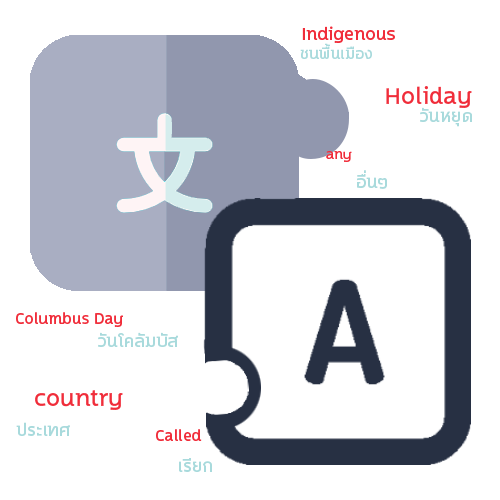 Indigenous
ชนพื้นเมือง
Holiday
วันหยุด
文
any
อื่นๆ
A
Columbus Day
วันโคลัมบัส
country
ประเทศ
Called
เรียก